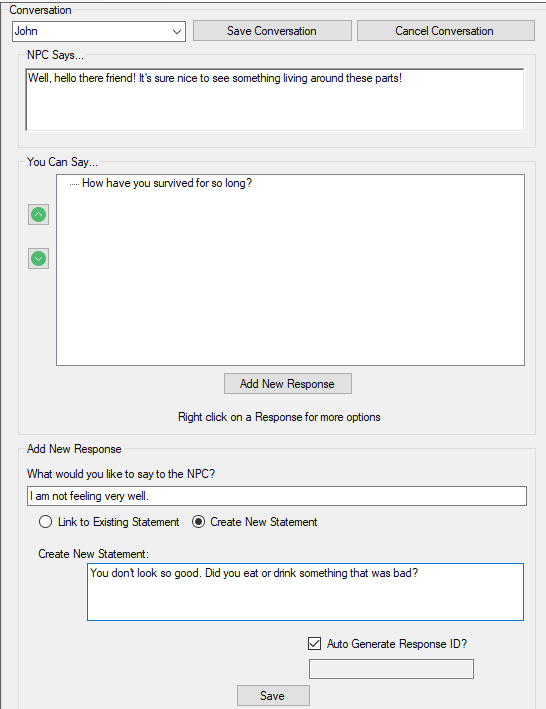 Conversation
John
Save Conversation
Cancel Conversation
NPC Says...
Well, hello there friend! It's sure nice to see something living around these parts!
You Can Say...
How have you survived for so long?
Add New Response
Right click on a Response for more options
Add New Response
What would you like to say to the NPC?
I am not feeling very well.
Link to Existing Statement
Create New Statement
Create New Statement:
You don't look so good. Did you eat or drink something that was bad?
Auto Generate Response ID?
Save